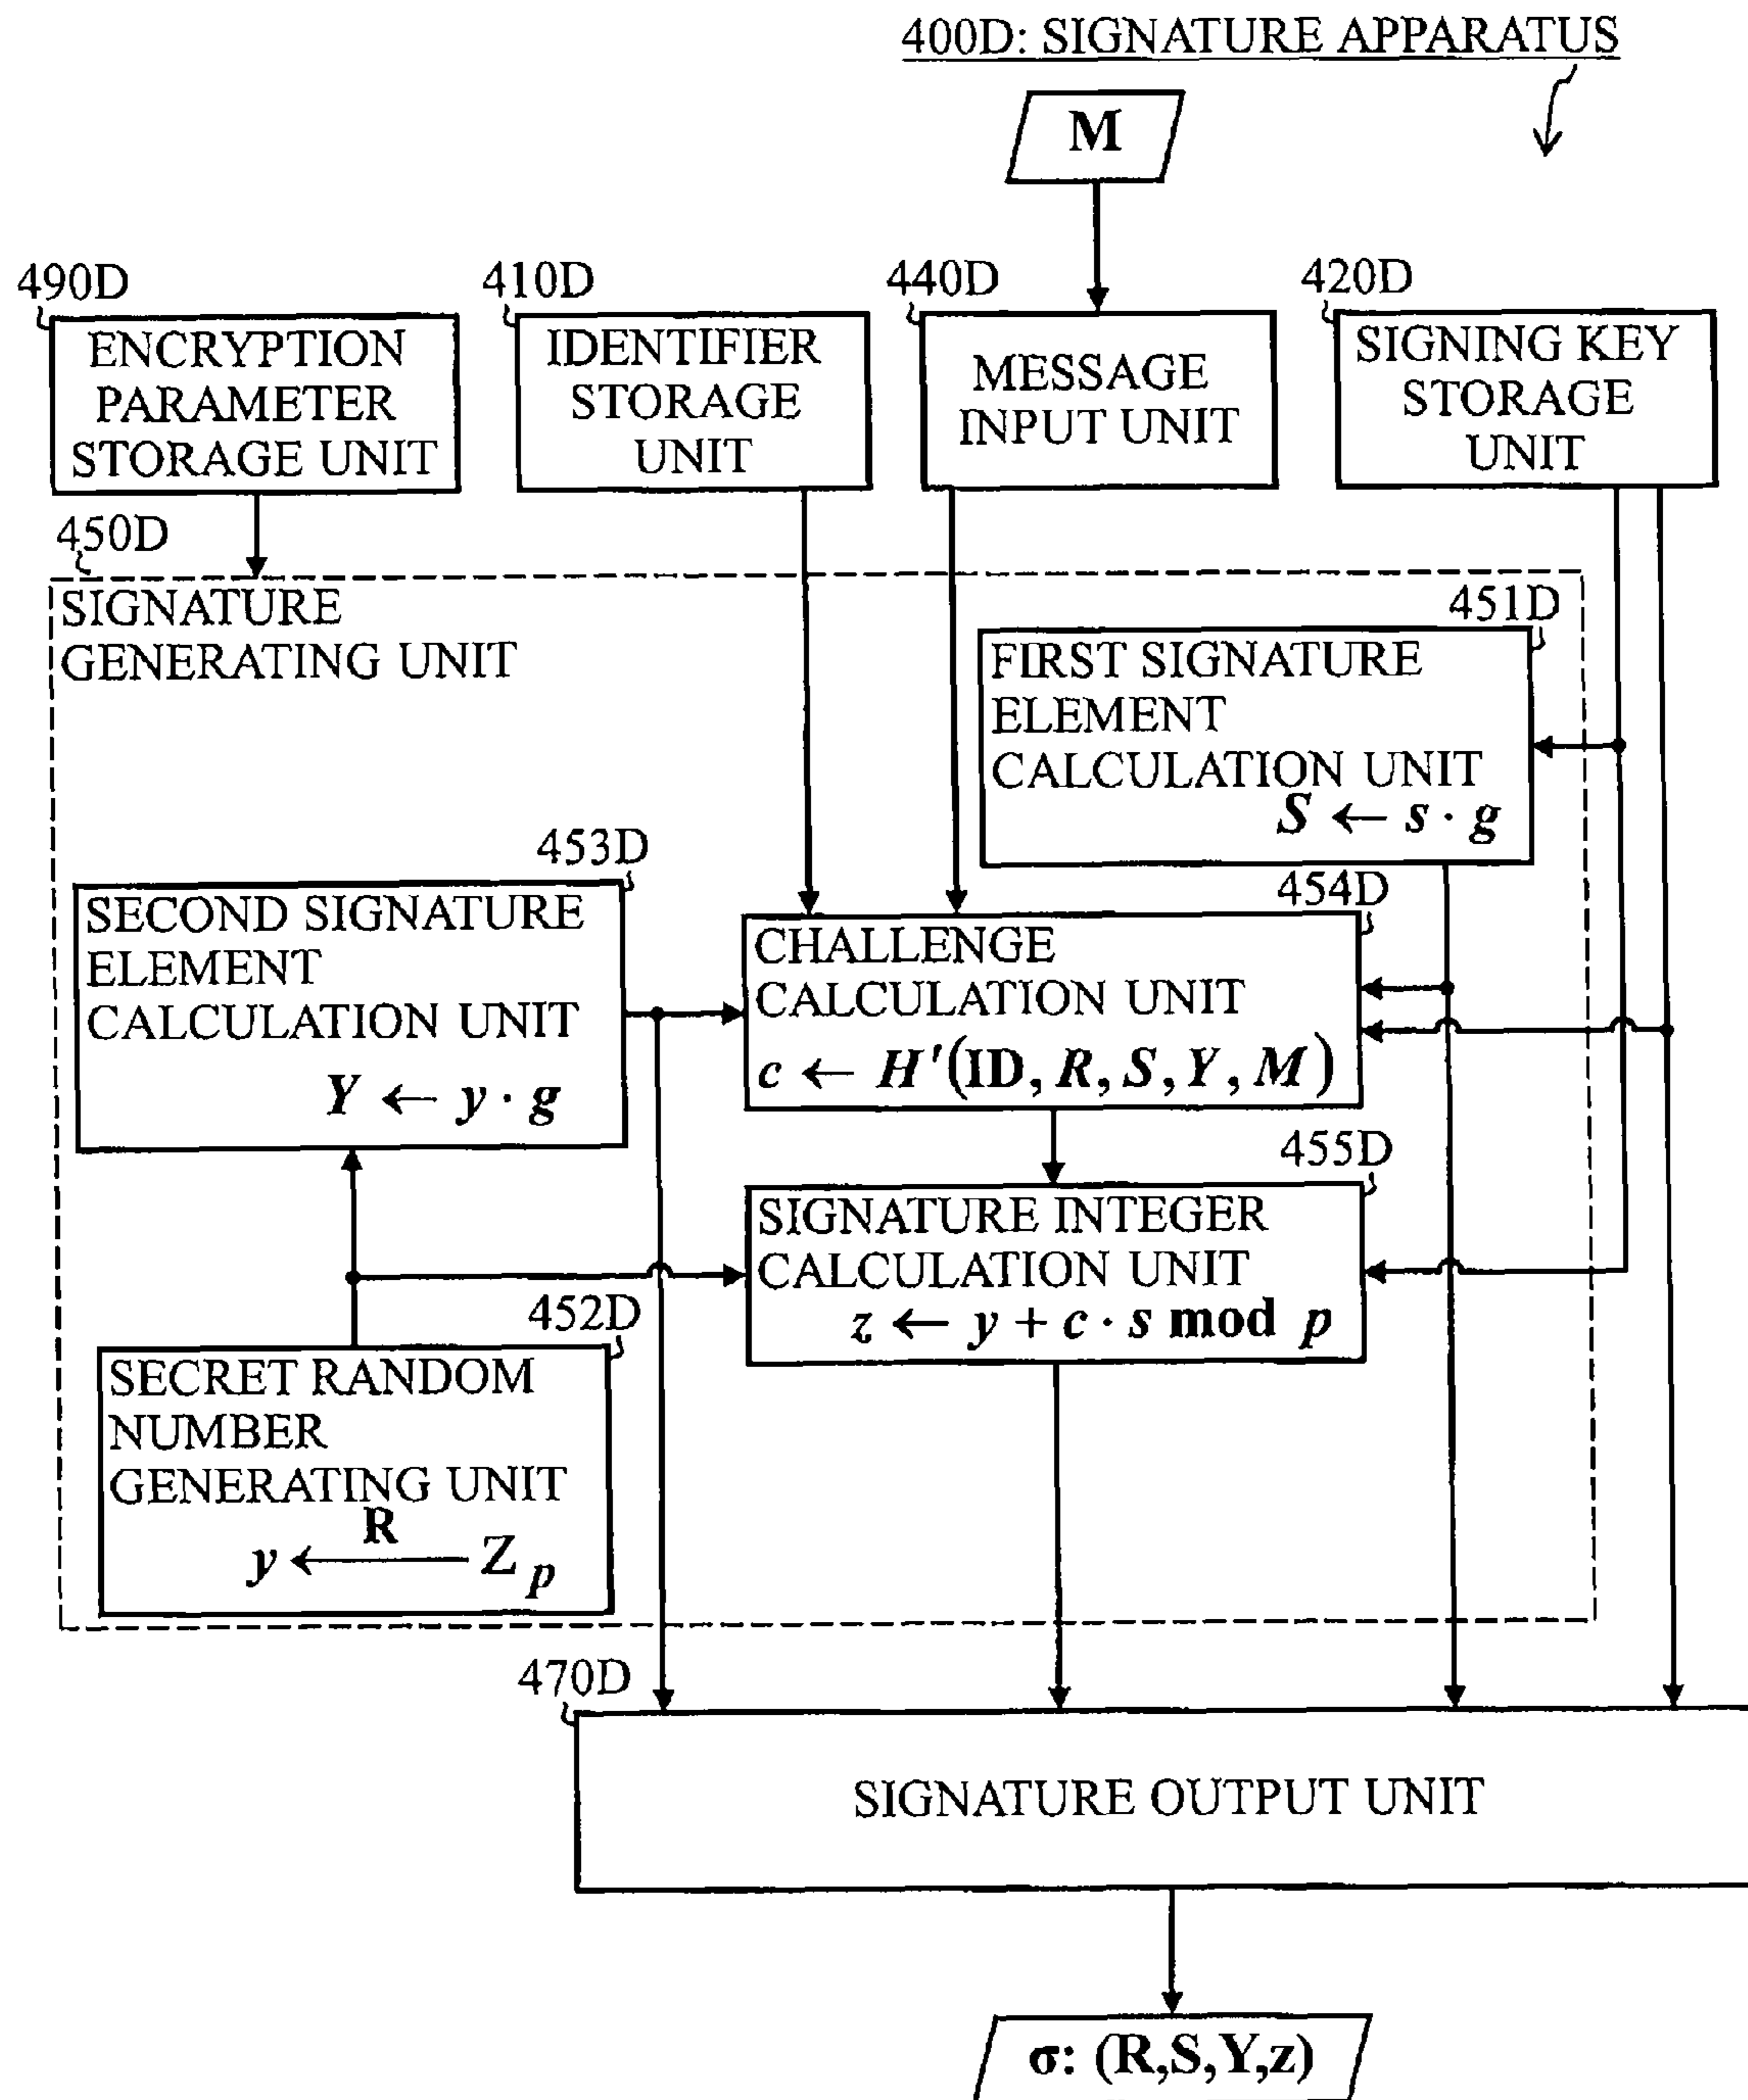 400D: SIGNATURE APPARATUS
M
490D
410D
440D
420D
ENCRYPTION
PARAMETER
STORAGE UNIT
IDENTIFIER
STORAGE
UNIT
MESSAGE
INPUT UNIT
SIGNING KEY
STORAGE
UNIT
450D
SIGNATURE
GENERATING UNIT
451D
FIRST SIGNATURE
ELEMENT
CALCULATION UNIT
S ← s · g
453D
SECOND SIGNATURE
ELEMENT
CALCULATION UNIT
Y ← y · g
454D
CHALLENGE
CALCULATION UNIT
c ← H'(ID, R, S, Y, M)
455D
SIGNATURE INTEGER
CALCULATION UNIT
z ← y + c · s mod p
452D
SECRET RANDOM
NUMBER
GENERATING UNIT
R
y ← Z p
470D
SIGNATURE OUTPUT UNIT
σ: (R,S,Y,z)